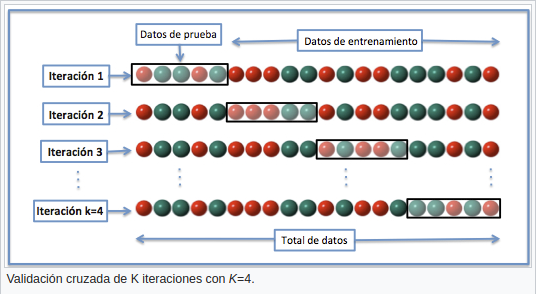 Datos de prueba
Datos de entrenamiento
Iteración 1
Iteración 2
Iteración 3
Iteración k=4
Total de datos
Validación cruzada de K iteraciones con K=4.